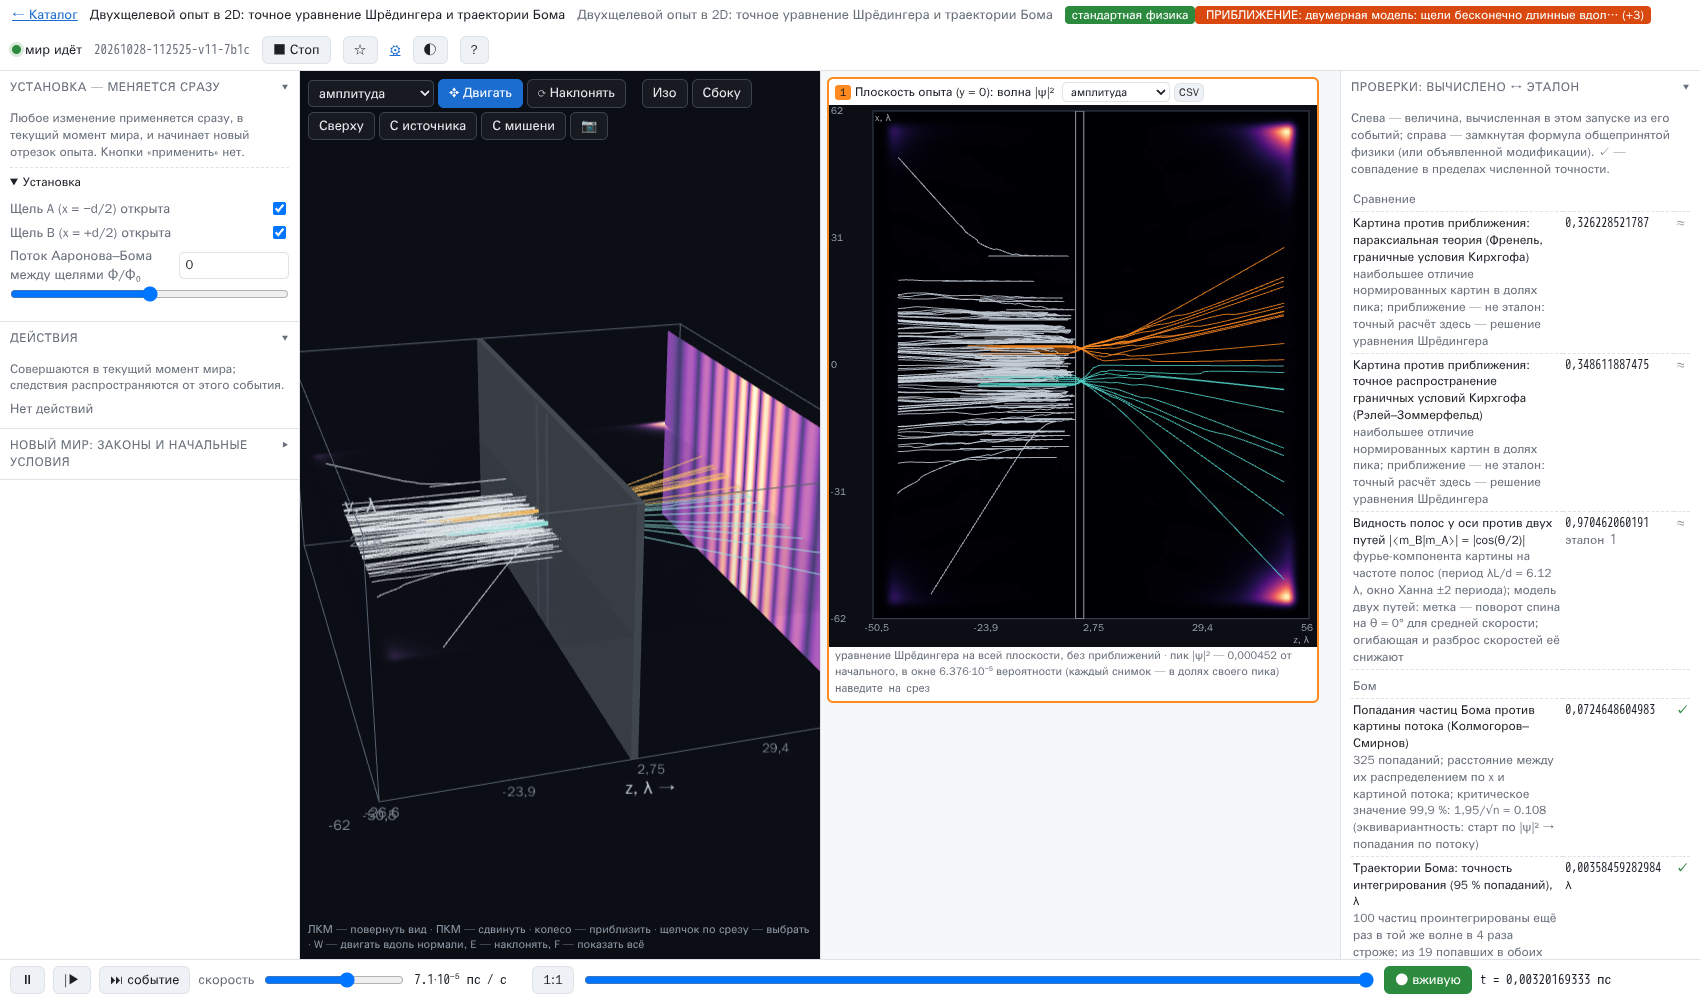 ← Каталог Двухщелевой опыт в 2D: точное уравнение Шрёдингера и траектории Бома Двухщелевой опыт в 2D: точное уравнение Шрёдингера и траектории Бома стандартная физика ПРИБЛИЖЕНИЕ: двумерная модель: щели бесконечно длинные вдол··· (+3)
мир идёт 20261028-112525-v11-7b1c Стоп ☆ ?
УСТАНОВКА — МЕНЯЕТСЯ СРАЗУ
Любое изменение применяется сразу, в
текущий момент мира, и начинает новый
отрезок опыта. Кнопки «применить» нет.
Установка
Щель A (x = −d/2) открыта
Щель B (x = +d/2) открыта
Поток Ааронова–Бома
между щелями Φ/Φ₀
0
ДЕЙСТВИЯ
Совершаются в текущий момент мира;
следствия распространяются от этого события.
Нет действий
НОВЫЙ МИР: ЗАКОНЫ И НАЧАЛЬНЫЕ
УСЛОВИЯ
амплитуда Двигать Наклонять Изо Сбоку
Сверху С источника С мишени
y, λ
29,4
2,75
z, λ →
-23,9
-62
ЛКМ — повернуть вид · ПКМ — сдвинуть · колесо — приблизить · щелчок по срезу — выбрать
· W — двигать вдоль нормали, E — наклонять, F — показать всё
1 Плоскость опыта (y = 0): волна |ψ|² амплитуда CSV
62
x, λ
31
0
-31
-62
-50,5 -23,9 2,75 29,4 56
z, λ
уравнение Шрёдингера на всей плоскости, без приближений · пик |ψ|² — 0,000452 от
начального, в окне 6.376·10⁻⁵ вероятности (каждый снимок — в долях своего пика)
наведите на срез
ПРОВЕРКИ: ВЫЧИСЛЕНО ↔ ЭТАЛОН
Слева — величина, вычисленная в этом запуске из его
событий; справа — замкнутая формула общепринятой
физики (или объявленной модификации). ✓ —
совпадение в пределах численной точности.
Сравнение
Картина против приближения: 0,326228521787 ≈
параксиальная теория (Френель,
граничные условия Кирхгофа)
наибольшее отличие
нормированных картин в долях
пика; приближение — не эталон:
точный расчёт здесь — решение
уравнения Шрёдингера
Картина против приближения: 0,348611887475 ≈
точное распространение
граничных условий Кирхгофа
(Рэлей–Зоммерфельд)
наибольшее отличие
нормированных картин в долях
пика; приближение — не эталон:
точный расчёт здесь — решение
уравнения Шрёдингера
Видность полос у оси против двух 0,970462060191 ≈
путей |⟨m_B|m_A⟩| = |cos(θ/2)| эталон 1
фурье-компонента картины на
частоте полос (период λL/d = 6.12
λ, окно Ханна ±2 периода); модель
двух путей: метка — поворот спина
на θ = 0° для средней скорости;
огибающая и разброс скоростей её
снижают
Бом
Попадания частиц Бома против 0,0724648604983 ✓
картины потока (Колмогоров–
Смирнов)
325 попаданий; расстояние между
их распределением по x и
картиной потока; критическое
значение 99,9 %: 1,95/√n = 0.108
(эквивариантность: старт по |ψ|² →
попадания по потоку)
Траектории Бома: точность 0,00358459282984 ✓
интегрирования (95 % попаданий), λ
λ
100 частиц проинтегрированы ещё
раз в той же волне в 4 раза
строже; из 19 попавших в обоих
событие скорость 7.1·10⁻⁵ пс / с 1:1 вживую t = 0,00320169333 пс